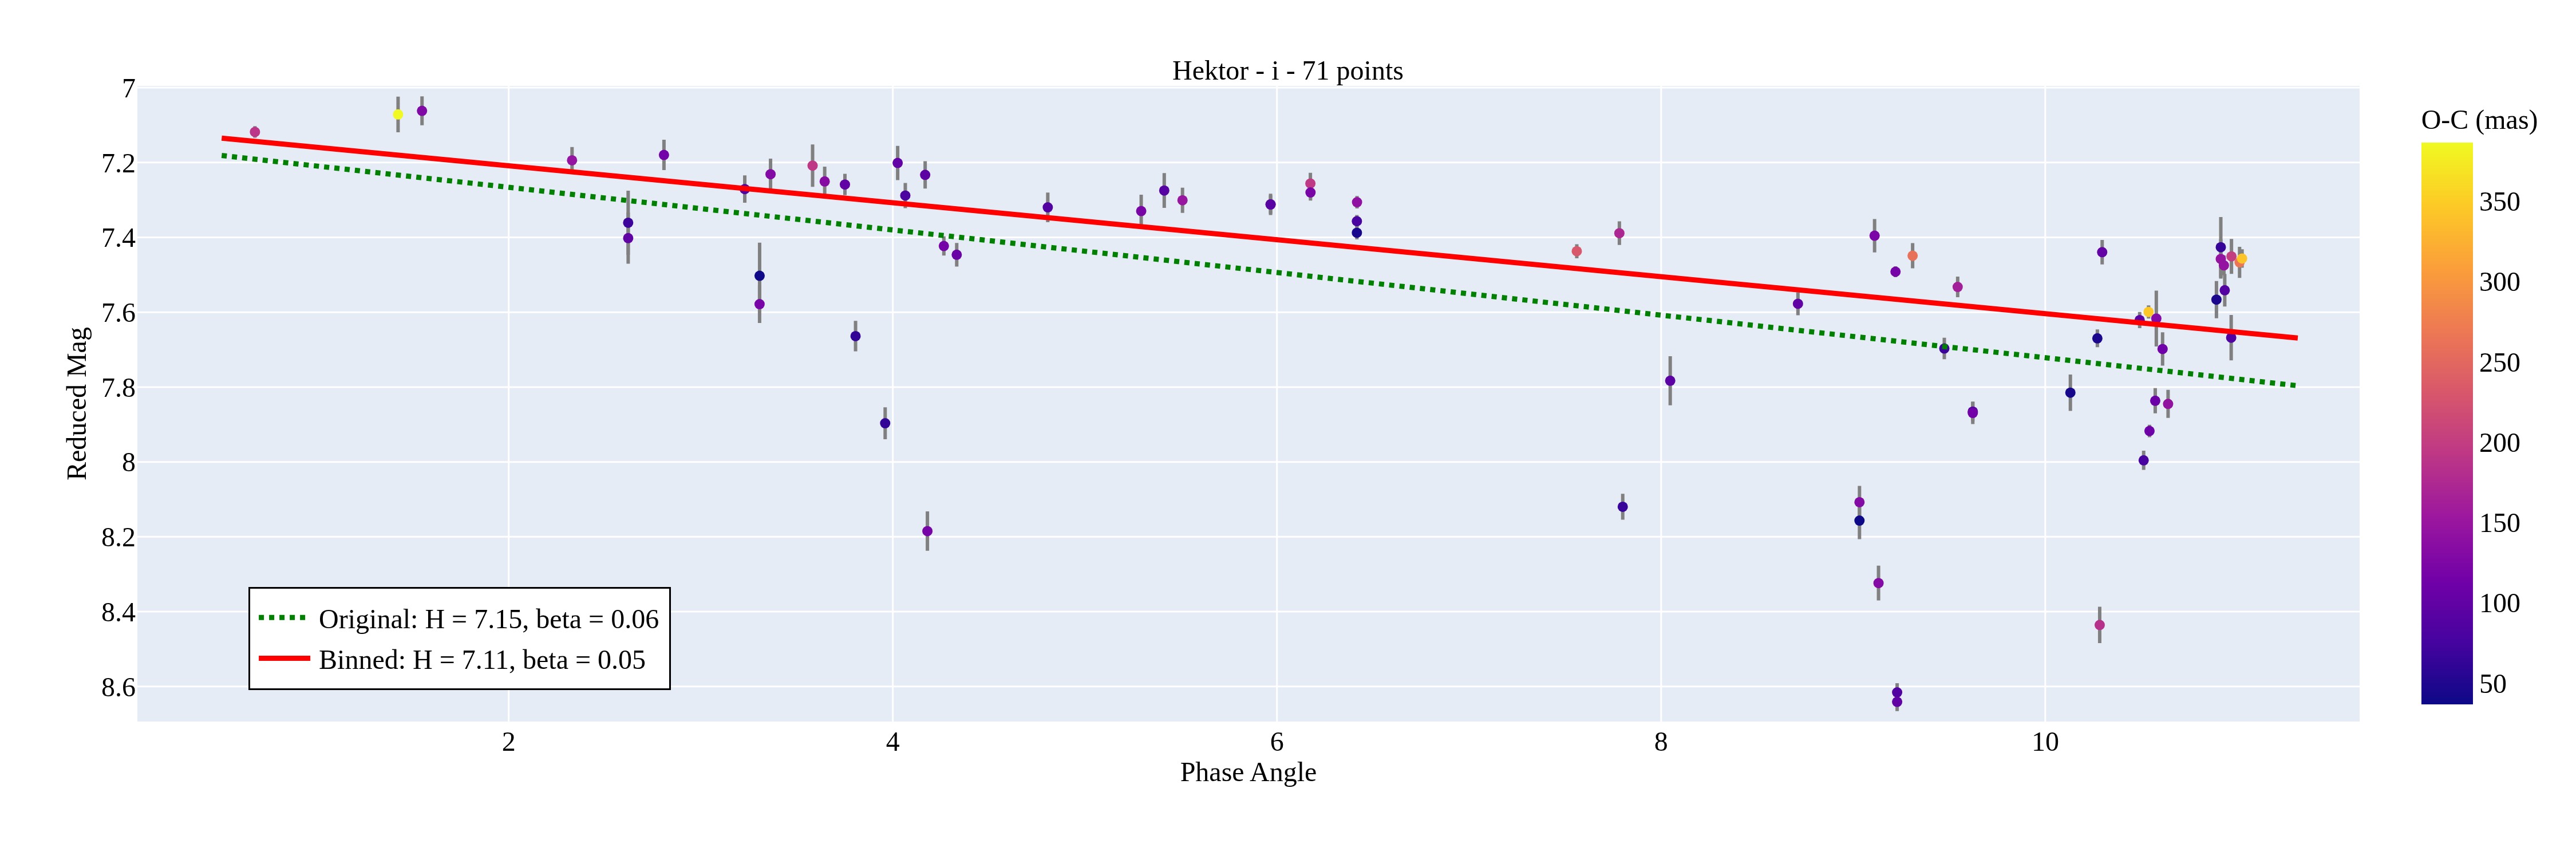 Hektor - i - 71 points
O-C (mas)
7
7.2
7.4
7.6
7.8
8
8.2
8.4
8.6
Reduced Mag
350
300
250
200
150
100
50
Original: H = 7.15, beta = 0.06
Binned: H = 7.11, beta = 0.05
2 4 6 8 10
Phase Angle